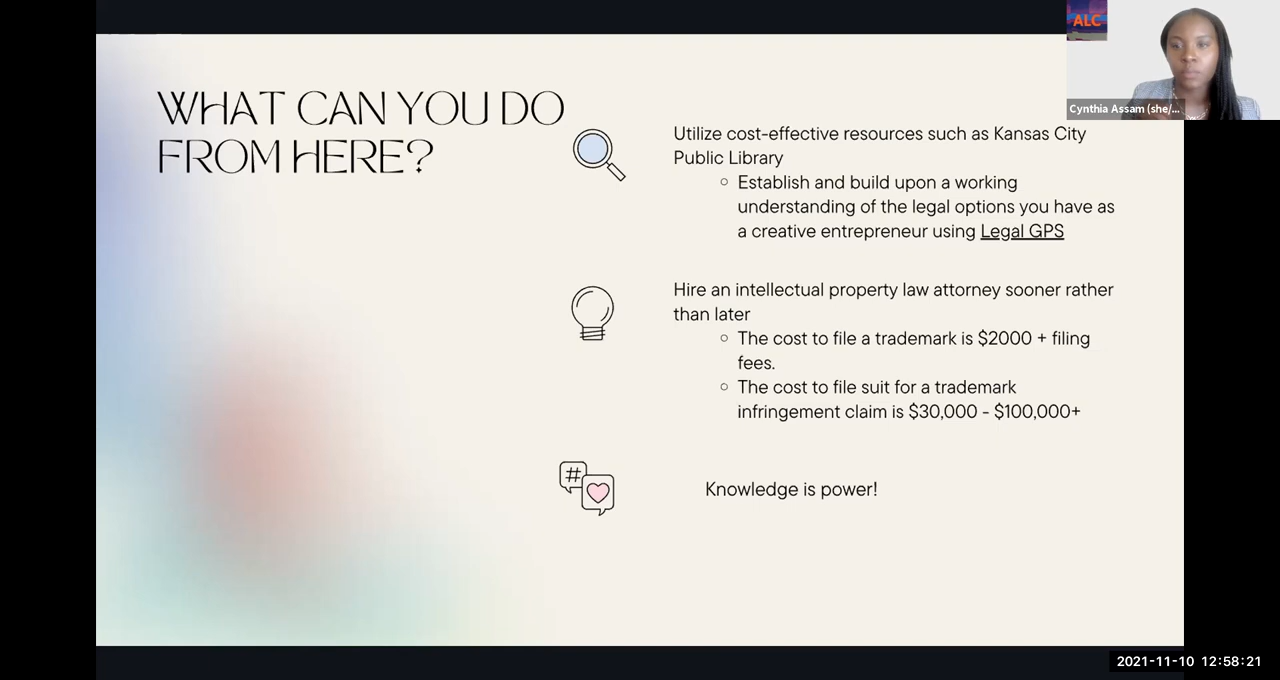 WHAT CAN YOU DO
FROM HERE?
Utilize cost-effective resources such as Kansas City
Public Library
Establish and build upon a working
understanding of the legal options you have as
a creative entrepreneur using Legal GPS
Hire an intellectual property law attorney sooner rather
than later
The cost to file a trademark is $2000 + filing
fees.
The cost to file suit for a trademark
infringement claim is $30,000 - $100,000+
#
Knowledge is power!
ALC
Cynthia Assam (she/...
2021-11-10 12:58:21